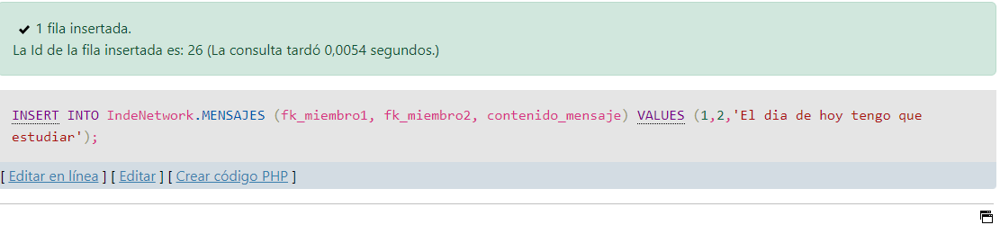 1 fila insertada.
La Id de la fila insertada es: 26 (La consulta tardó 0,0054 segundos.)
INSERT INTO IndeNetwork.MENSAJES (fk_miembro1, fk_miembro2, contenido_mensaje) VALUES (1,2,'El dia de hoy tengo que
estudiar');
[ Editar en línea ] [ Editar ] [ Crear código PHP ]